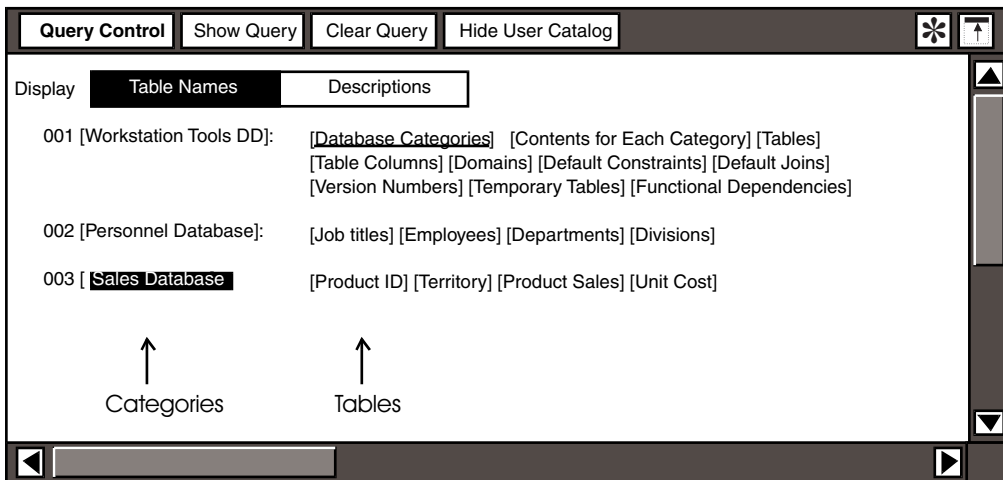 Query Control Show Query Clear Query Hide User Catalog
Display Table Names Descriptions
001 [Workstation Tools DD]: [Database Categories] [Contents for Each Category] [Tables]
[Table Columns] [Domains] [Default Constraints] [Default Joins]
[Version Numbers] [Temporary Tables] [Functional Dependencies]
002 [Personnel Database]: [Job titles] [Employees] [Departments] [Divisions]
003 [ Sales Database [Product ID] [Territory] [Product Sales] [Unit Cost]
Categories Tables